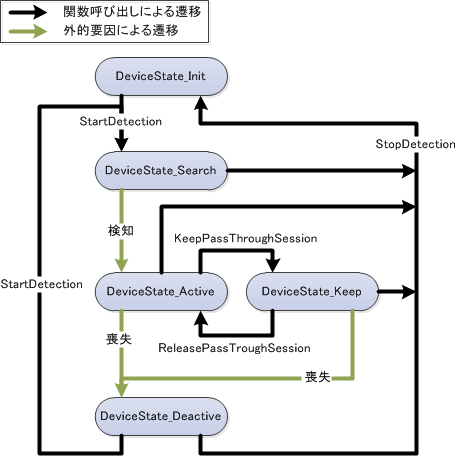 関数呼び出しによる遷移
外的要因による遷移
DeviceState_Init
StartDetection
StopDetection
DeviceState_Search
検知
KeepPassThroughSession
StartDetection
DeviceState_Active
DeviceState_Keep
喪失
ReleasePassTroughSession
喪失
DeviceState_Deactive